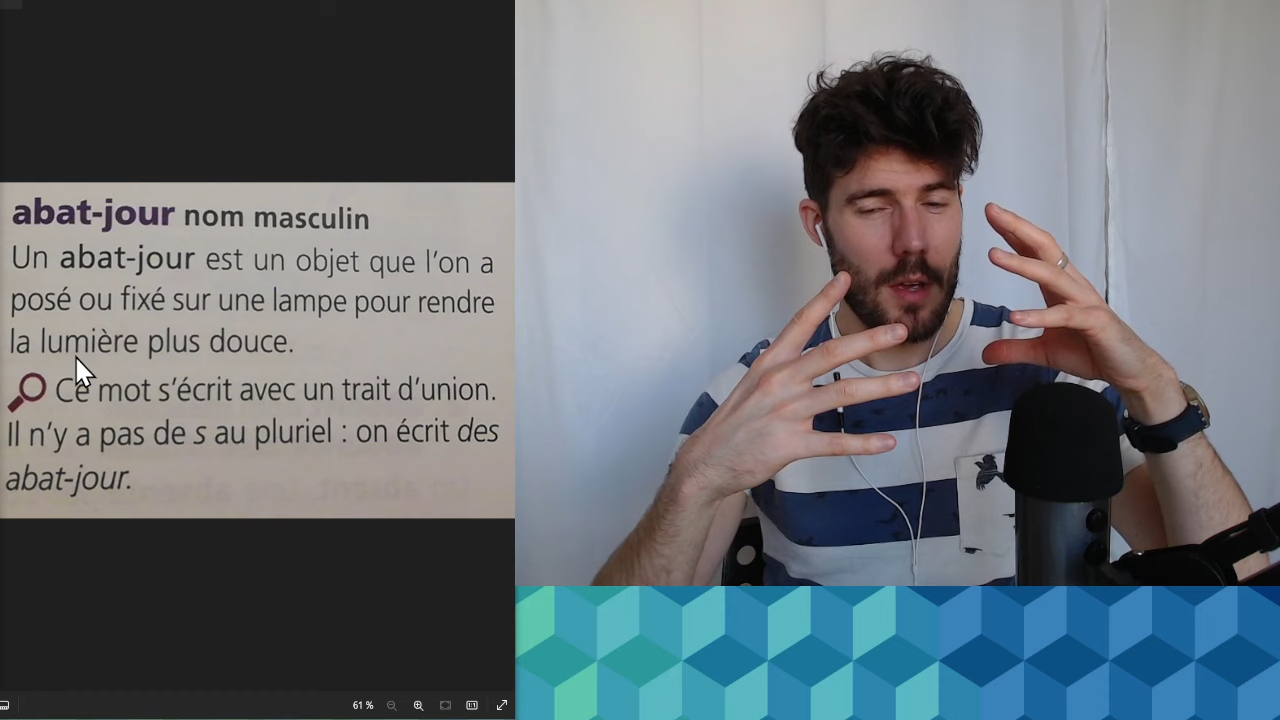 abat-jour nom masculin
Un abat-jour est un objet que l'on a
posé ou fixé sur une lampe pour rendre
la lumière plus douce.
Ce mot s'écrit avec un trait d'union.
Il n'y a pas de s au pluriel : on écrit des
abat-jour.
61 %